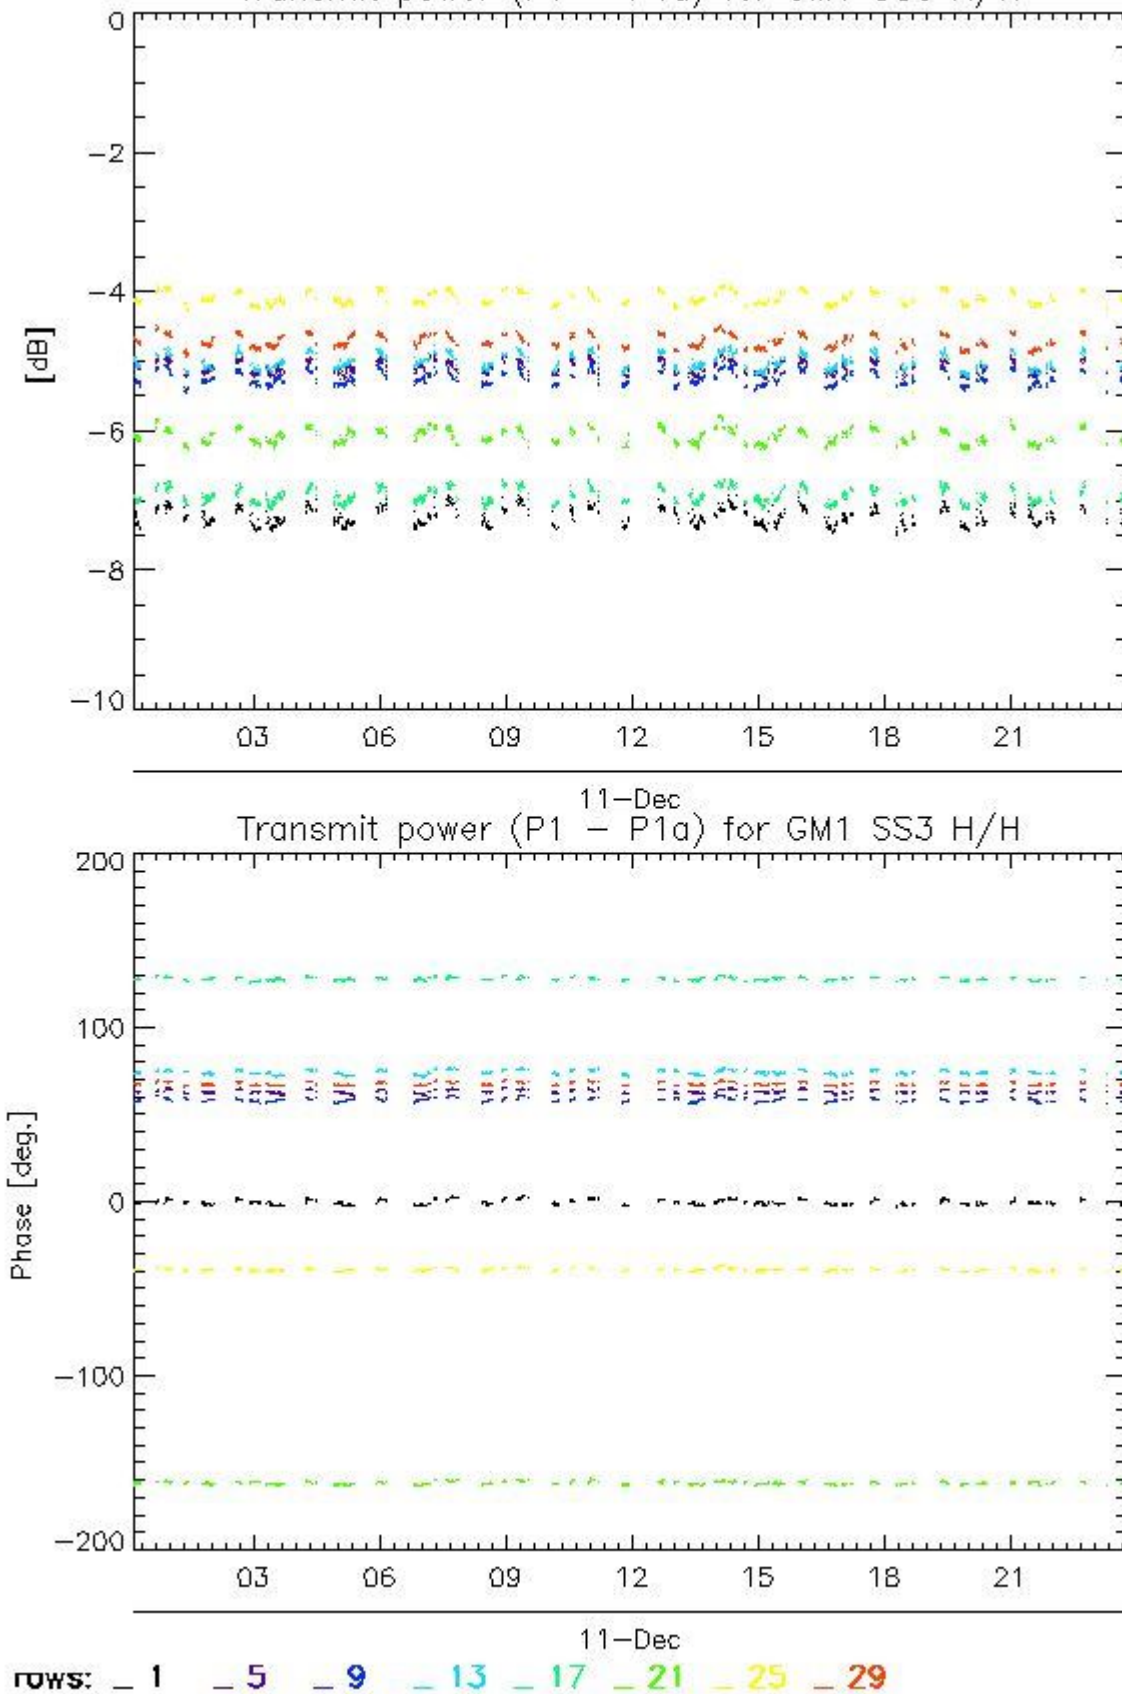 0
−2
−4
−6
−8
−10
[dB]
03 06 09 12 15 18 21
11−Dec
Transmit power (P1 − P1a) for GM1 SS3 H/H
200
100
0
−100
−200
Phase [deg.]
03 06 09 12 15 18 21
11−Dec
rows: _ 1 _ 5 _ 9 _ 13 _ 17 _ 21 _ 25 _ 29